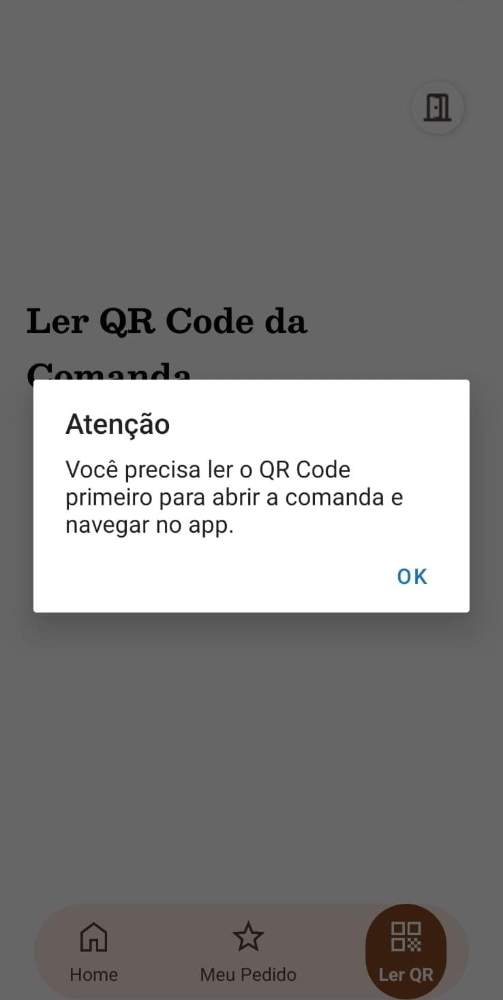 Ler QR Code da
Comanda
Atenção
Você precisa ler o QR Code
primeiro para abrir a comanda e
navegar no app.
OK
Home
Meu Pedido
Ler QR